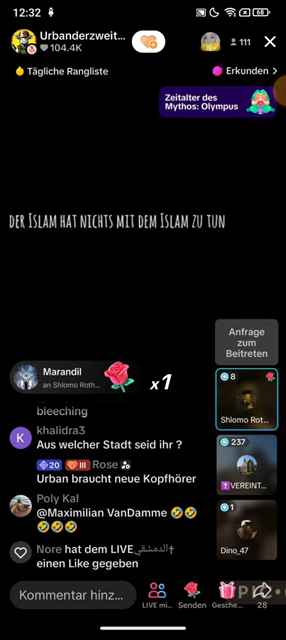 12:32
68
Urbanderzweit...
104.4K
111
Tägliche Rangliste
Erkunden >
Zeitalter des
Mythos: Olympus
DER ISLAM HAT NICHTS MIT DEM ISLAM ZU TUN
Anfrage
zum
Beitreten
Marandil
an Shlomo Roth...
x1
8
Shlomo Rot...
bleeching
K
khalidra3
Aus welcher Stadt seid ihr ?
20 III Rose
Urban braucht neue Kopfhörer
237
VEREINT...
Poly Kal
@Maximilian VanDamme 🤣🤣
🤣🤣🤣
1
Dino_47
Nore hat dem LIVE الدمشقي✝
einen Like gegeben
Kommentar hinz...
LIVE mi...
Senden
Gesche...
28